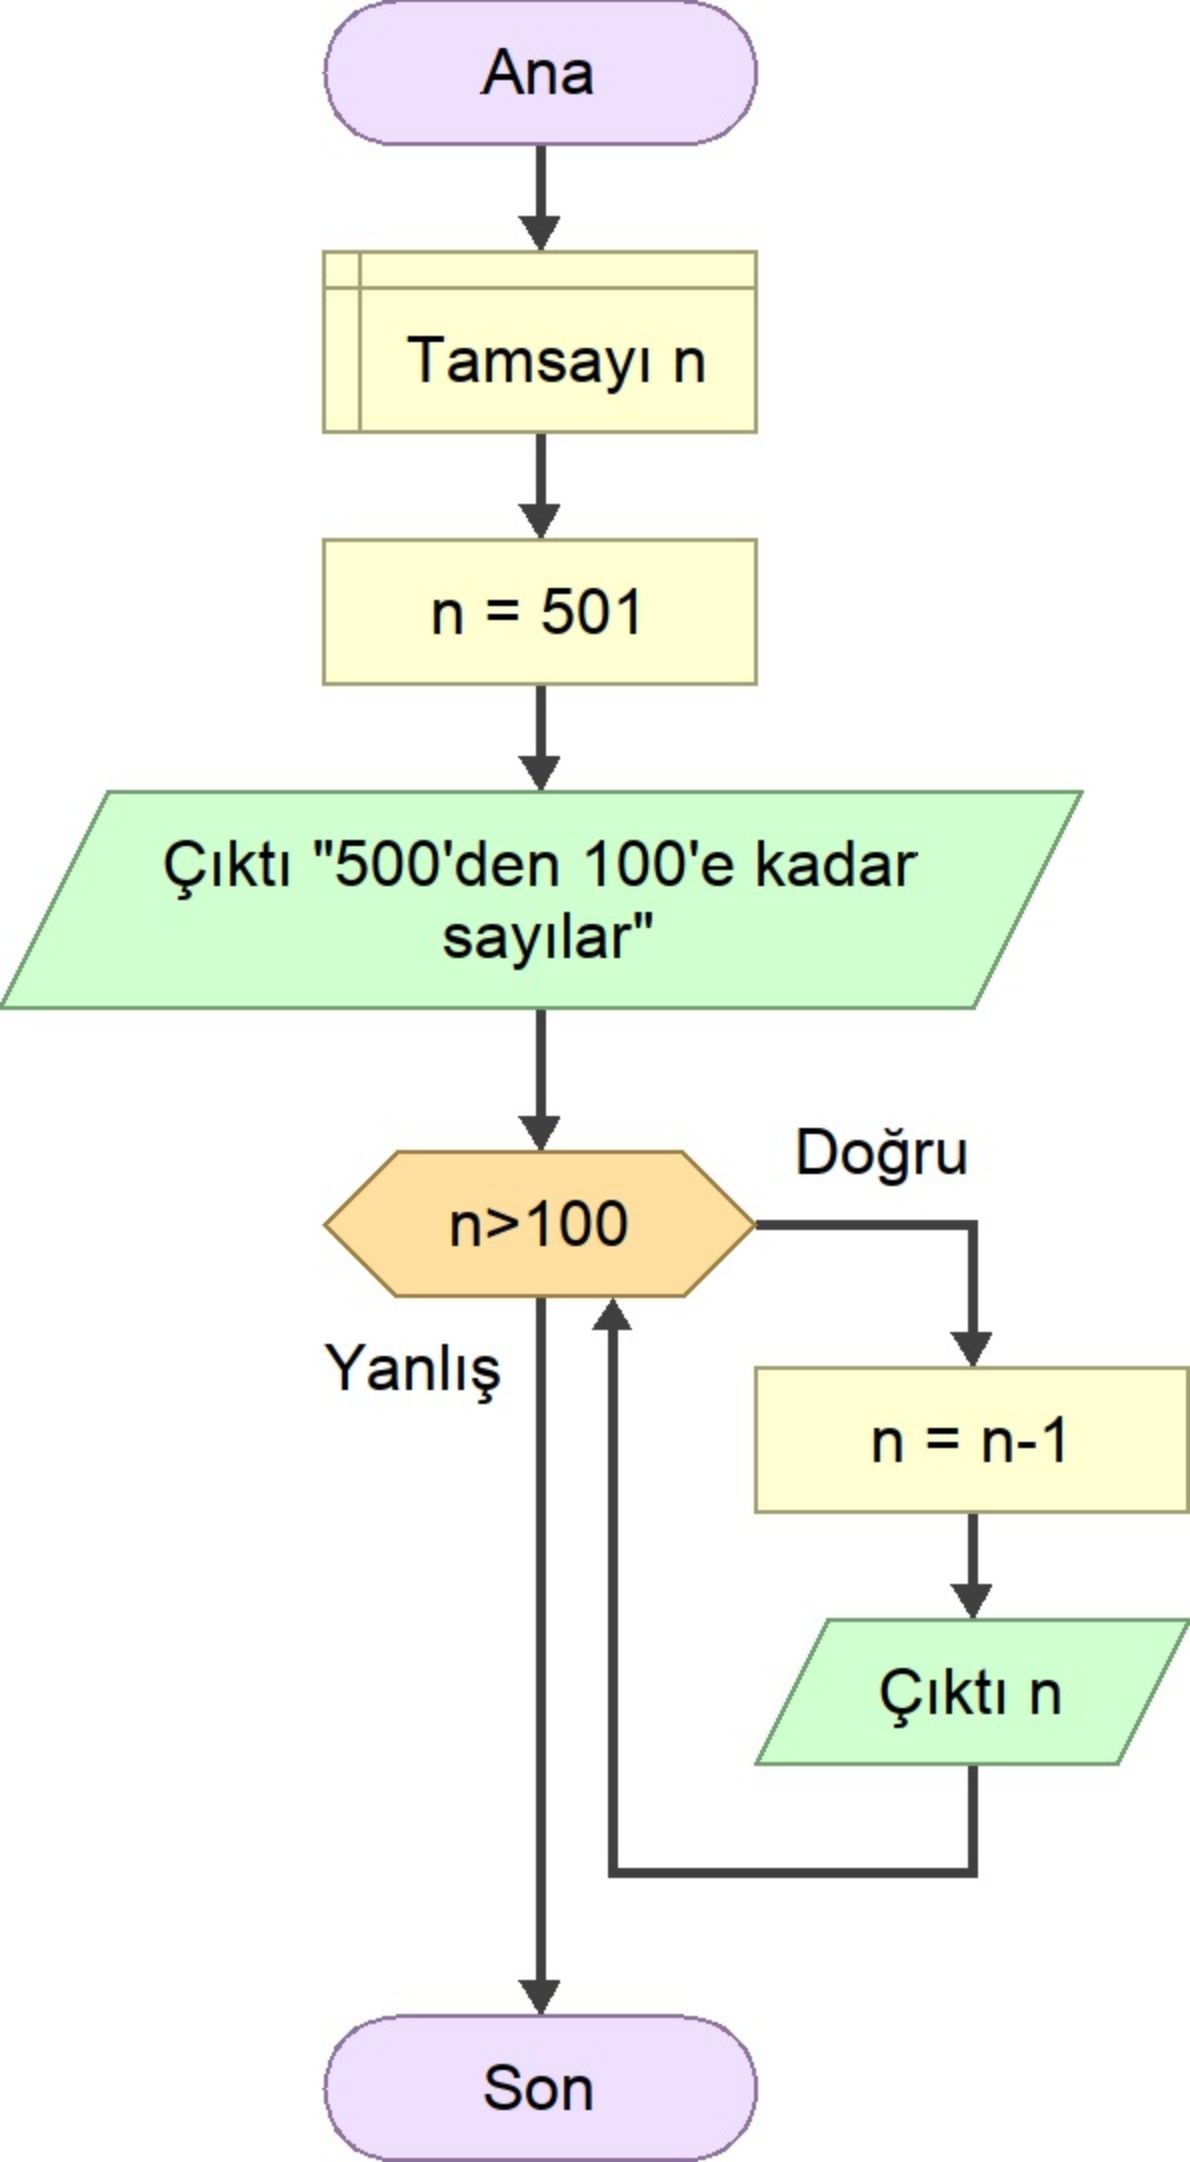 Ana
Tamsayı n
n = 501
Çıktı "500'den 100'e kadar
sayılar"
n>100
Doğru
Yanlış
n = n-1
Çıktı n
Son